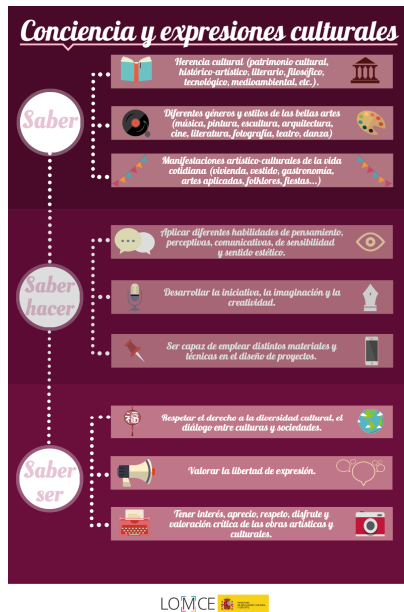 Conciencia y expresiones culturales
Saber
Herencia cultural (patrimonio cultural,
histórico-artístico, literario, filosófico,
tecnológico, medioambiental, etc.).
Diferentes géneros y estilos de las bellas artes
(música, pintura, escultura, arquitectura,
cine, literatura, fotografía, teatro, danza)
Manifestaciones artístico-culturales de la vida
cotidiana (vivienda, vestido, gastronomía,
artes aplicadas, folklores, fiestas...)
Saber
hacer
Aplicar diferentes habilidades de pensamiento,
perceptivas, comunicativas, de sensibilidad
y sentido estético.
Desarrollar la iniciativa, la imaginación y la
creatividad.
Ser capaz de emplear distintos materiales y
técnicas en el diseño de proyectos.
Saber
ser
Respetar el derecho a la diversidad cultural, el
diálogo entre culturas y sociedades.
Valorar la libertad de expresión.
Tener interés, aprecio, respeto, disfrute y
valoración crítica de las obras artísticas y
culturales.
LOMCE